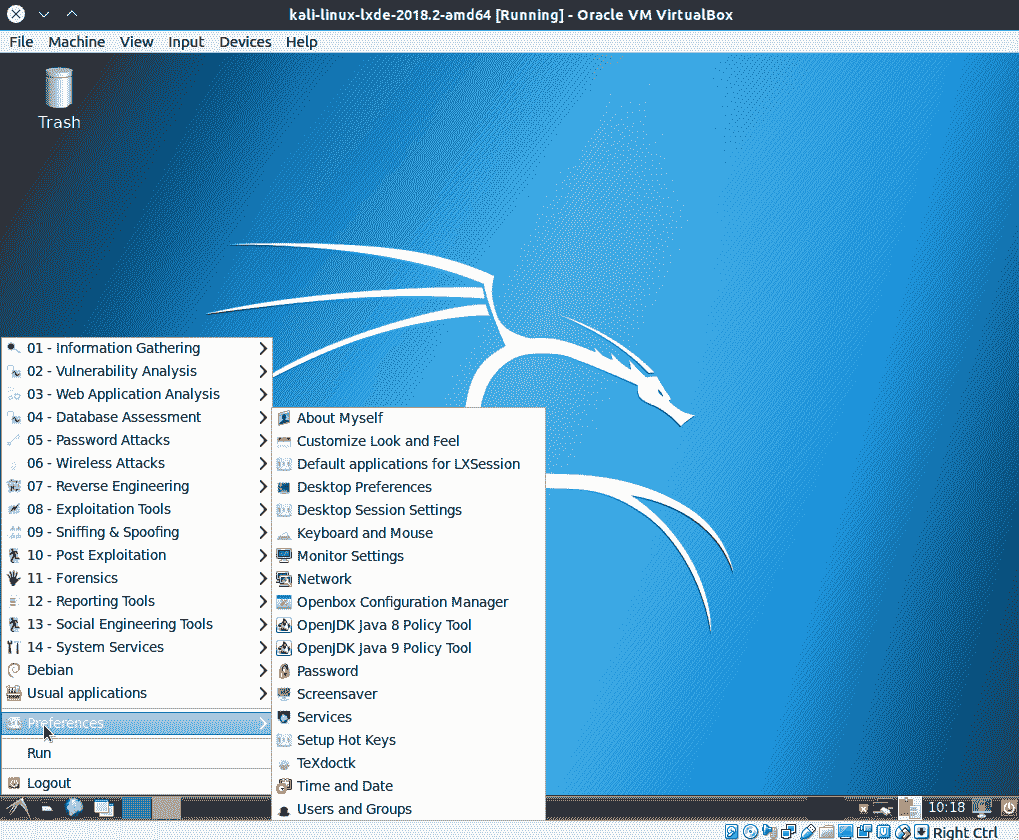 kali-linux-lxde-2018.2-amd64 [Running] - Oracle VM VirtualBox
File Machine View Input Devices Help
Trash
01 - Information Gathering
02 - Vulnerability Analysis
03 - Web Application Analysis
04 - Database Assessment
05 - Password Attacks
06 - Wireless Attacks
07 - Reverse Engineering
08 - Exploitation Tools
09 - Sniffing & Spoofing
10 - Post Exploitation
11 - Forensics
12 - Reporting Tools
13 - Social Engineering Tools
14 - System Services
Debian
Usual applications
Preferences
Run
Logout
About Myself
Customize Look and Feel
Default applications for LXSession
Desktop Preferences
Desktop Session Settings
Keyboard and Mouse
Monitor Settings
Network
Openbox Configuration Manager
OpenJDK Java 8 Policy Tool
OpenJDK Java 9 Policy Tool
Password
Screensaver
Services
Setup Hot Keys
TeXdoctk
Time and Date
Users and Groups
10:18
Right Ctrl